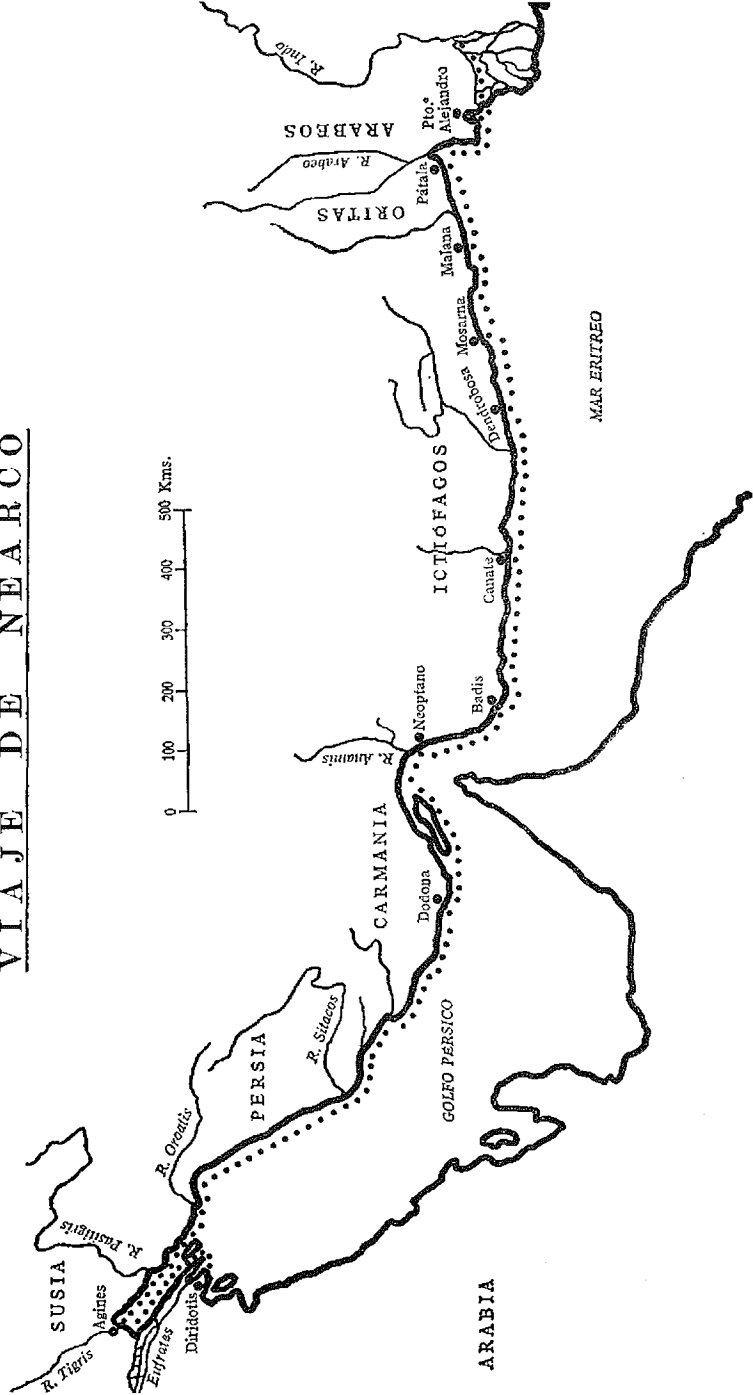 VIAJE DE NEARCO
0 100 200 300 400 500 Kms.
SUSIA
R. Tigris
Agines
R. Pasitigris
Eufrates
Diridotis
R. Oroatis
PERSIA
R. Sitacos
CARMANIA
Dodona
GOLFO PÉRSICO
ARABIA
R. Anamis
Neoptano
Badis
ICTIÓFAGOS
Canate
Dendrobosa
Mosarna
Malana
ORITAS
R. Arabeo
ARABEOS
Pátala
Pto.º
Alejandro
R. Indo
MAR ERITREO